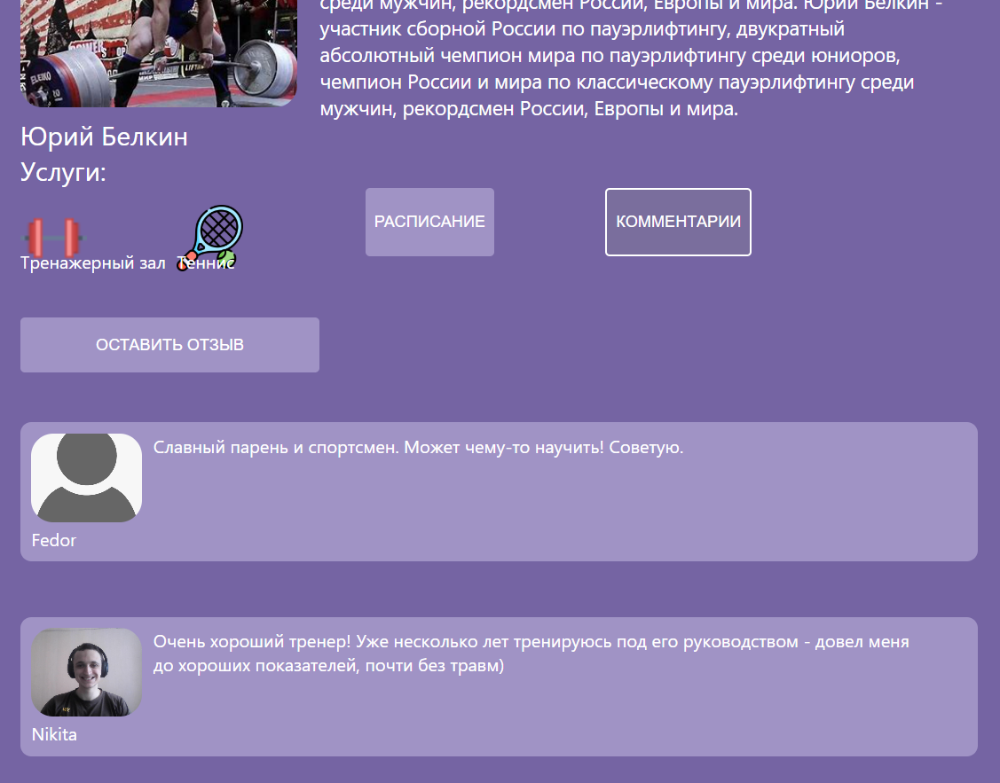 среди мужчин, рекордсмен России, Европы и мира. Юрий Белкин -
участник сборной России по пауэрлифтингу, двукратный
абсолютный чемпион мира по пауэрлифтингу среди юниоров,
чемпион России и мира по классическому пауэрлифтингу среди
мужчин, рекордсмен России, Европы и мира.
ELEIKO
Юрий Белкин
Услуги:
Тренажерный зал Теннис
РАСПИСАНИЕ
КОММЕНТАРИИ
ОСТАВИТЬ ОТЗЫВ
Славный парень и спортсмен. Может чему-то научить! Советую.
Fedor
Очень хороший тренер! Уже несколько лет тренируюсь под его руководством - довел меня
до хороших показателей, почти без травм)
Nikita